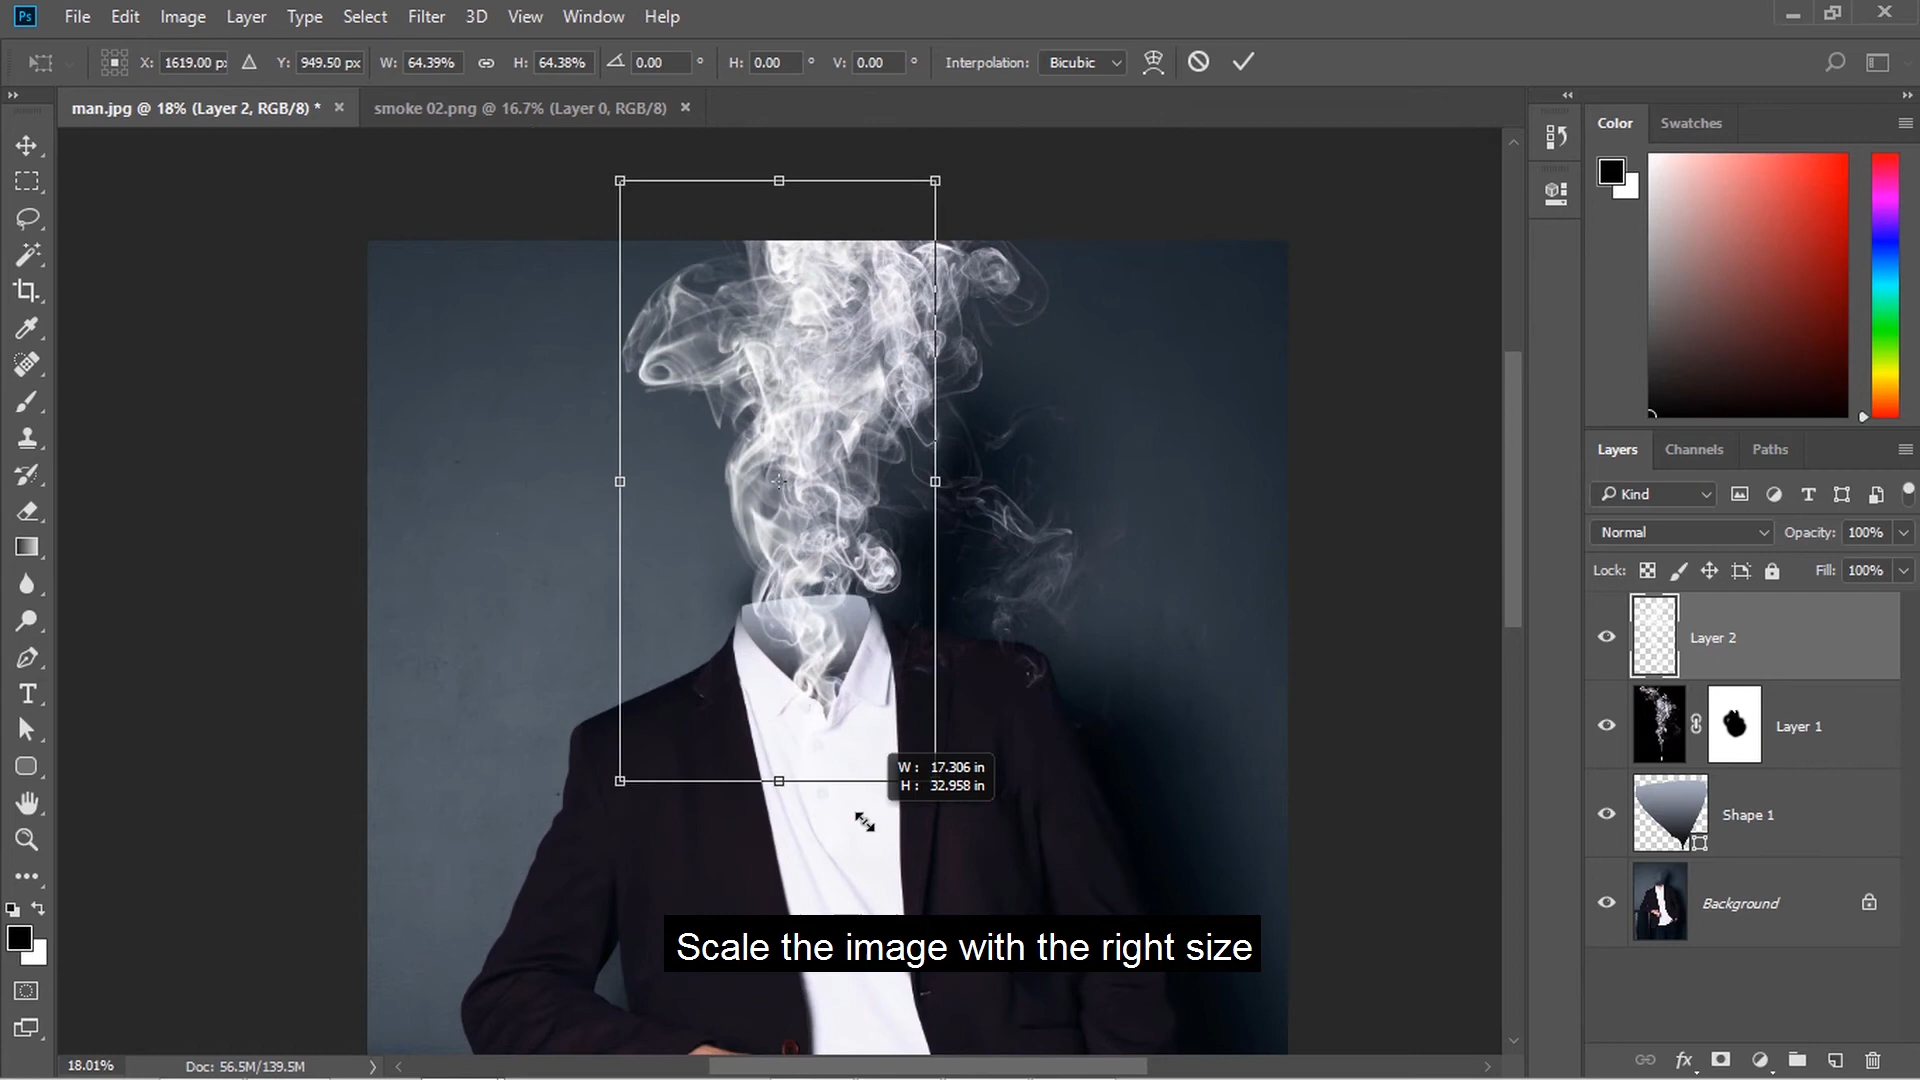 Ps File Edit Image Layer Type Select Filter 3D View Window Help
X: 1619.00 px Y: 949.50 px W: 64.39% H: 64.38% 0.00 ° H: 0.00 ° V: 0.00 ° Interpolation: Bicubic
man.jpg @ 18% (Layer 2, RGB/8) * × smoke 02.png @ 16.7% (Layer 0, RGB/8) ×
Color Swatches
Layers Channels Paths
Kind
Normal Opacity: 100%
Lock: Fill: 100%
Layer 2
Layer 1
Shape 1
Background
W : 17.306 in
H : 32.958 in
Scale the image with the right size
18.01% Doc: 56.5M/139.5M